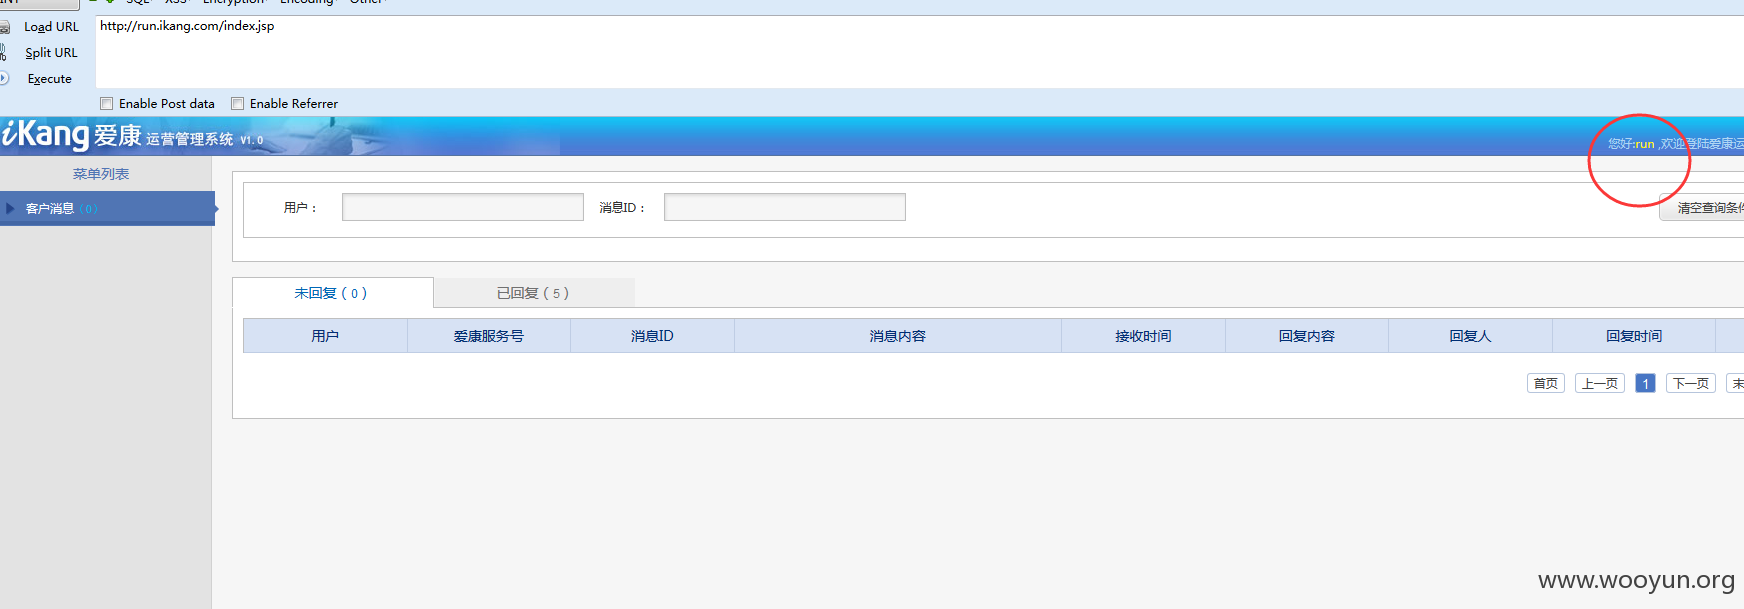 SQL XSS Encryption Encoding Other
Load URL
http://run.ikang.com/index.jsp
Split URL
Execute
Enable Post data Enable Referrer
iKang 爱康 运营管理系统 V1.0
您好:run ,欢迎登陆爱康运
菜单列表
客户消息 (0)
用户： 消息ID： 清空查询条件
未回复 ( 0 ) 已回复 ( 5 )
用户 爱康服务号 消息ID 消息内容 接收时间 回复内容 回复人 回复时间
首页 上一页 1 下一页 末
www.wooyun.org